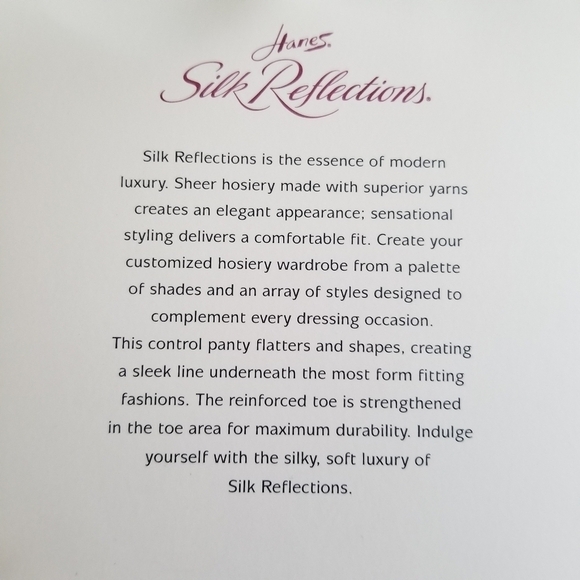 Hanes®
Silk Reflections®
Silk Reflections is the essence of modern
luxury. Sheer hosiery made with superior yarns
creates an elegant appearance; sensational
styling delivers a comfortable fit. Create your
customized hosiery wardrobe from a palette
of shades and an array of styles designed to
complement every dressing occasion.
This control panty flatters and shapes, creating
a sleek line underneath the most form fitting
fashions. The reinforced toe is strengthened
in the toe area for maximum durability. Indulge
yourself with the silky, soft luxury of
Silk Reflections.